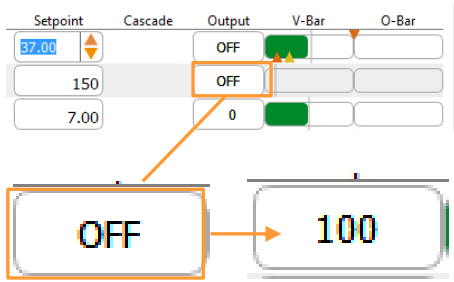 Setpoint Cascade Output V-Bar O-Bar
37.00 OFF
150 OFF
7.00 0
OFF 100